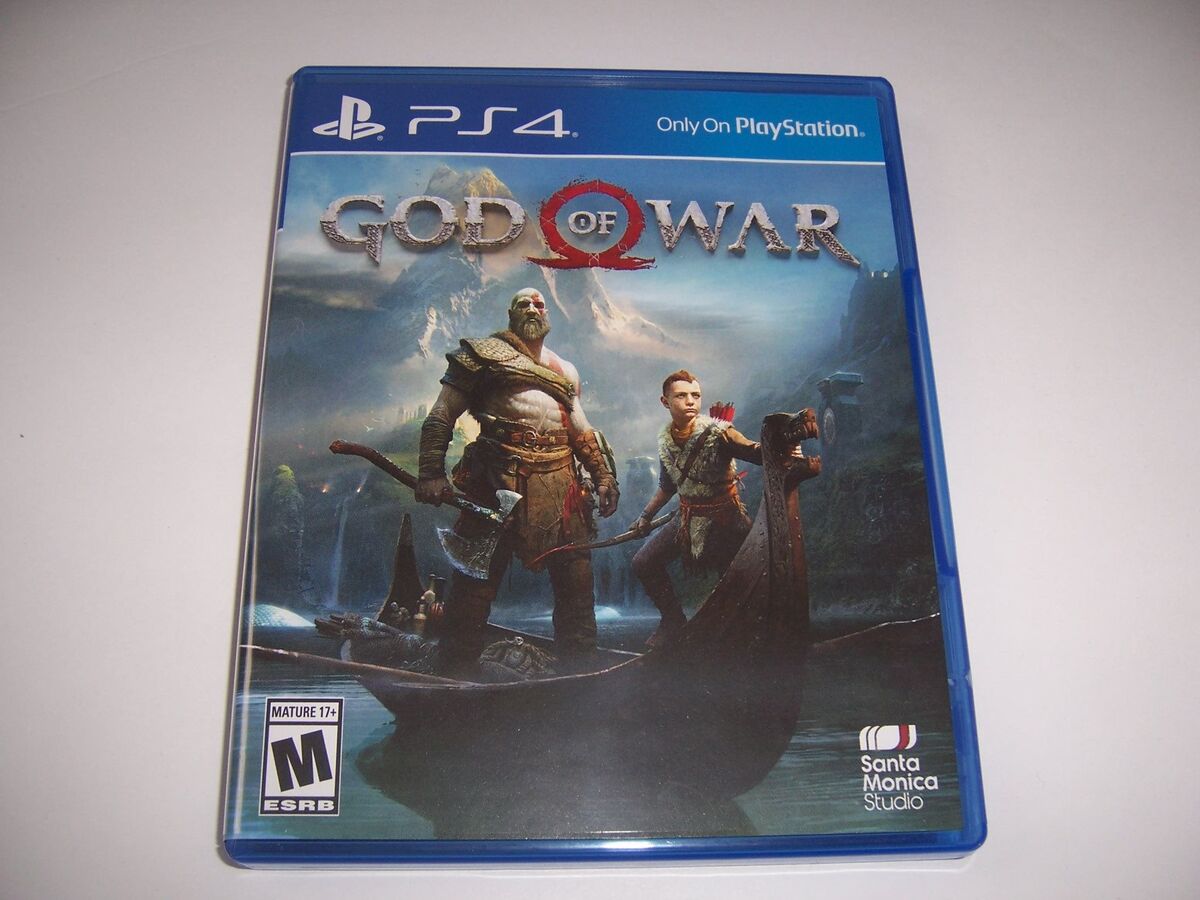 PS4
Only On PlayStation
GOD OF WAR
MATURE 17+
M
ESRB
Santa
Monica
Studio